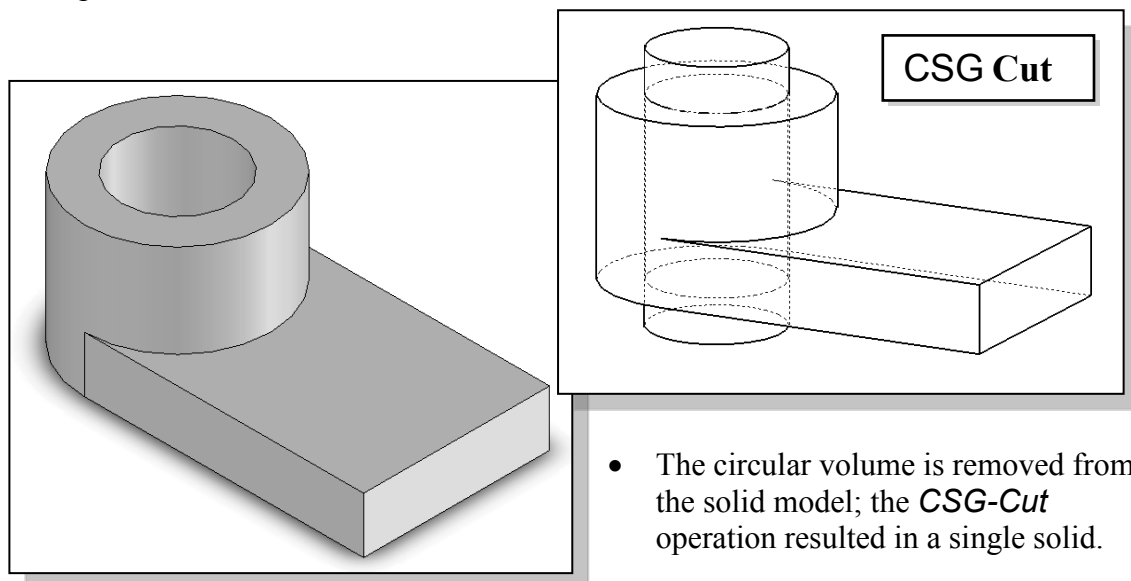 CSG Cut
• The circular volume is removed from
the solid model; the CSG-Cut
operation resulted in a single solid.